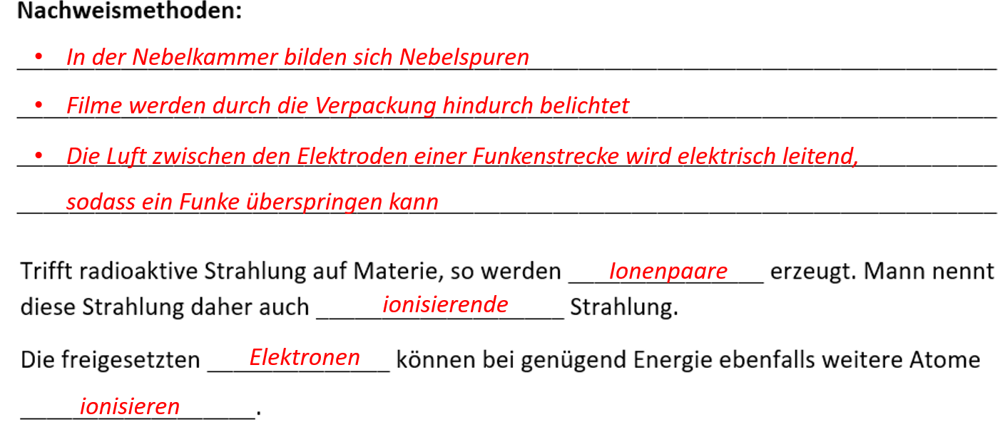 Nachweismethoden:
• In der Nebelkammer bilden sich Nebelspuren
• Filme werden durch die Verpackung hindurch belichtet
• Die Luft zwischen den Elektroden einer Funkenstrecke wird elektrisch leitend,
sodass ein Funke überspringen kann
Trifft radioaktive Strahlung auf Materie, so werden Ionenpaare erzeugt. Mann nennt
diese Strahlung daher auch ionisierende Strahlung.
Die freigesetzten Elektronen können bei genügend Energie ebenfalls weitere Atome
ionisieren.